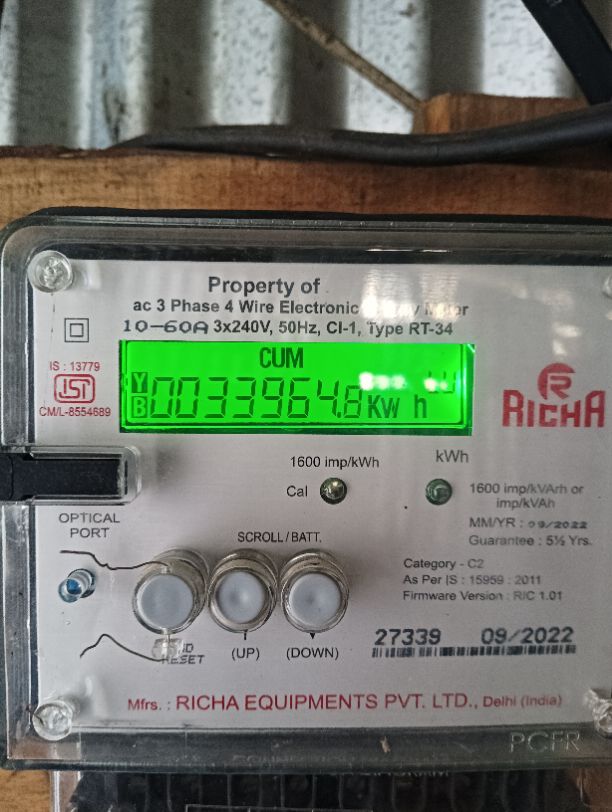 Property of
ac 3 Phase 4 Wire Electronic
10-60A 3x240V, 50Hz, Cl-1, Type RT-34
IS : 13779
CM/L-8554689
CUM
Y
B
0033964.8 KW h
R
RICHA
1600 imp/kWh
Cal
kWh
1600 imp/kVArh or
imp/kVAh
OPTICAL
PORT
SCROLL/BATT.
MM/YR : 09/2022
Guarantee : 5½ Yrs.
Category - C2
As Per IS : 15959 : 2011
Firmware Version : RIC 1.01
RESET
(UP)
(DOWN)
27339 09/2022
Mfrs. : RICHA EQUIPMENTS PVT. LTD., Delhi (India)